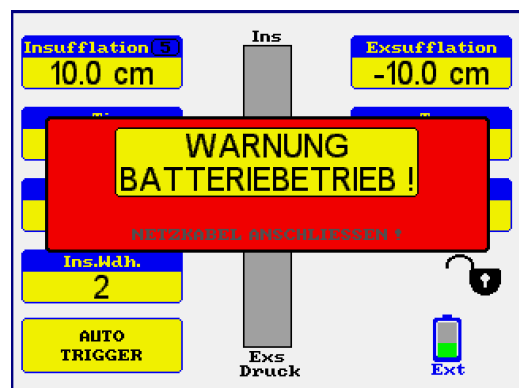 Insufflation 5
10.0 cm
Ins
Exsufflation
-10.0 cm
WARNUNG
BATTERIEBETRIEB !
NETZKABEL ANSCHLIESSEN !
Ins.Wdh.
2
AUTO
TRIGGER
Exs
Druck
Ext